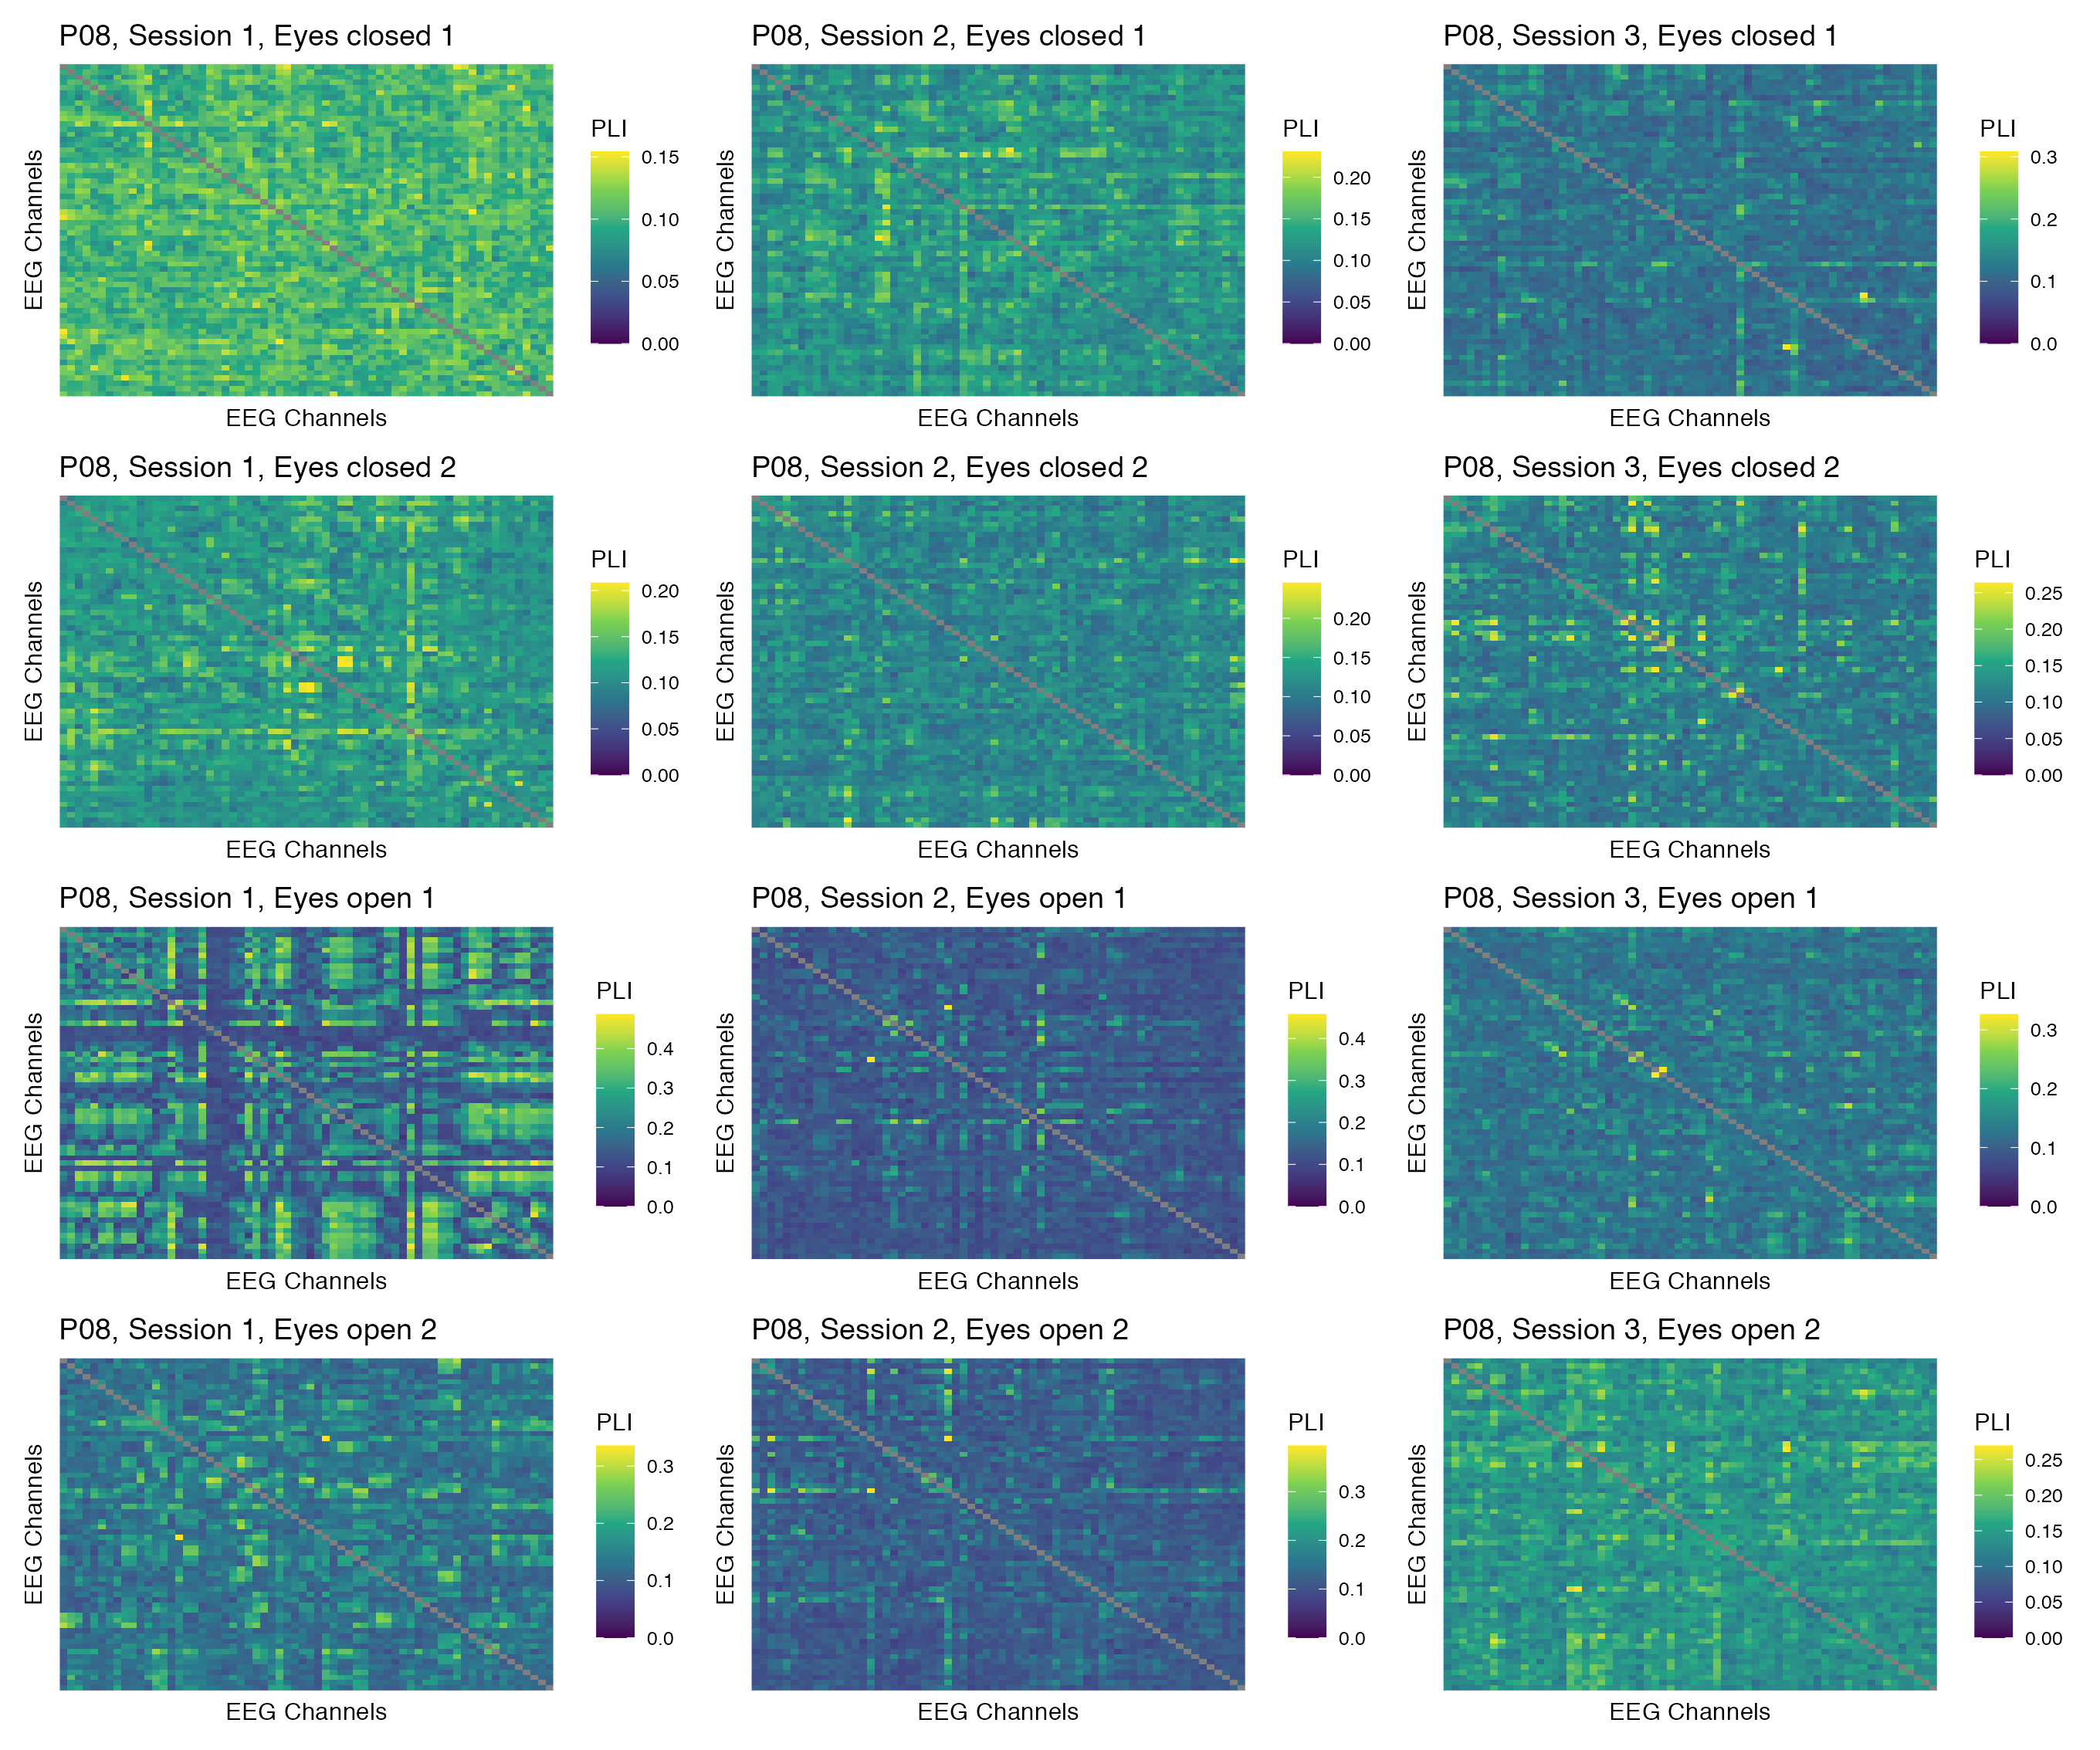 P08, Session 1, Eyes closed 1
EEG Channels
EEG Channels
PLI
0.15
0.10
0.05
0.00
P08, Session 2, Eyes closed 1
EEG Channels
EEG Channels
PLI
0.20
0.15
0.10
0.05
0.00
P08, Session 3, Eyes closed 1
EEG Channels
EEG Channels
PLI
0.3
0.2
0.1
0.0
P08, Session 1, Eyes closed 2
EEG Channels
EEG Channels
PLI
0.20
0.15
0.10
0.05
0.00
P08, Session 2, Eyes closed 2
EEG Channels
EEG Channels
PLI
0.20
0.15
0.10
0.05
0.00
P08, Session 3, Eyes closed 2
EEG Channels
EEG Channels
PLI
0.25
0.20
0.15
0.10
0.05
0.00
P08, Session 1, Eyes open 1
EEG Channels
EEG Channels
PLI
0.4
0.3
0.2
0.1
0.0
P08, Session 2, Eyes open 1
EEG Channels
EEG Channels
PLI
0.4
0.3
0.2
0.1
0.0
P08, Session 3, Eyes open 1
EEG Channels
EEG Channels
PLI
0.3
0.2
0.1
0.0
P08, Session 1, Eyes open 2
EEG Channels
EEG Channels
PLI
0.3
0.2
0.1
0.0
P08, Session 2, Eyes open 2
EEG Channels
EEG Channels
PLI
0.3
0.2
0.1
0.0
P08, Session 3, Eyes open 2
EEG Channels
EEG Channels
PLI
0.25
0.20
0.15
0.10
0.05
0.00